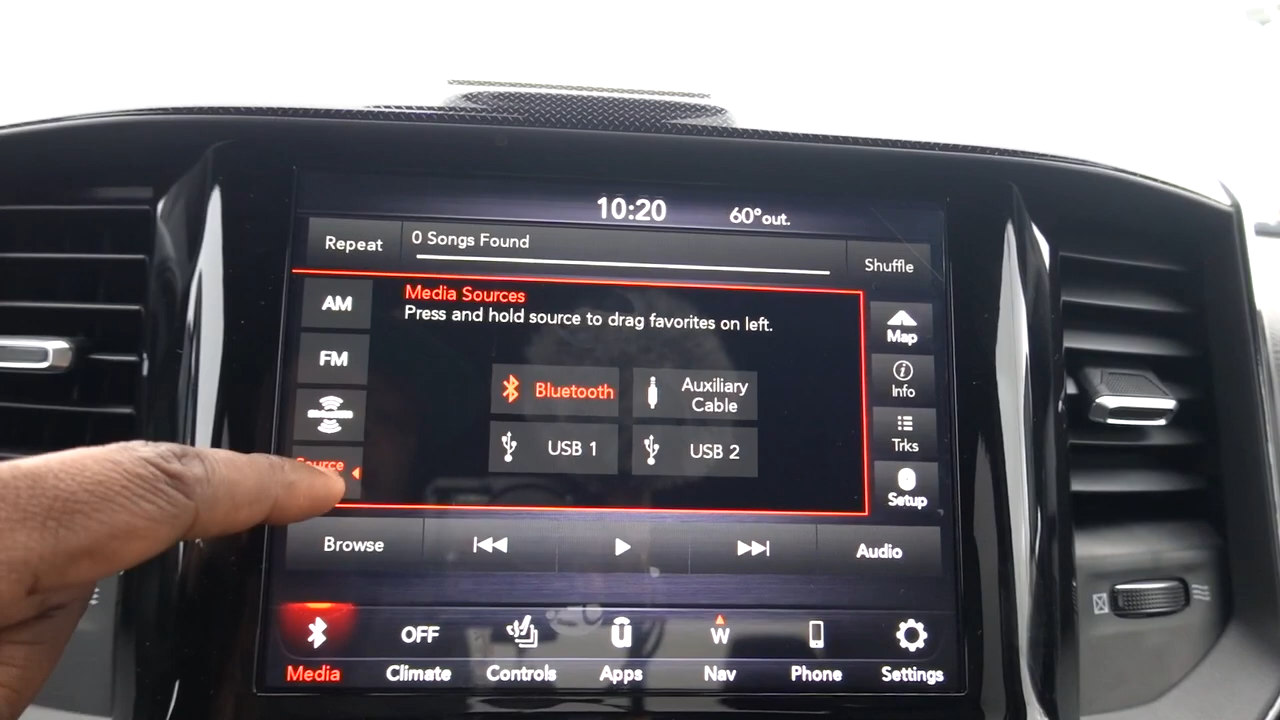 10:20
60°out.
Repeat
0 Songs Found
Shuffle
AM
Media Sources
Press and hold source to drag favorites on left.
Map
FM
Bluetooth
Auxiliary
Cable
Info
USB 1
USB 2
Trks
Source
Setup
Browse
Audio
OFF
W
Media
Climate
Controls
Apps
Nav
Phone
Settings